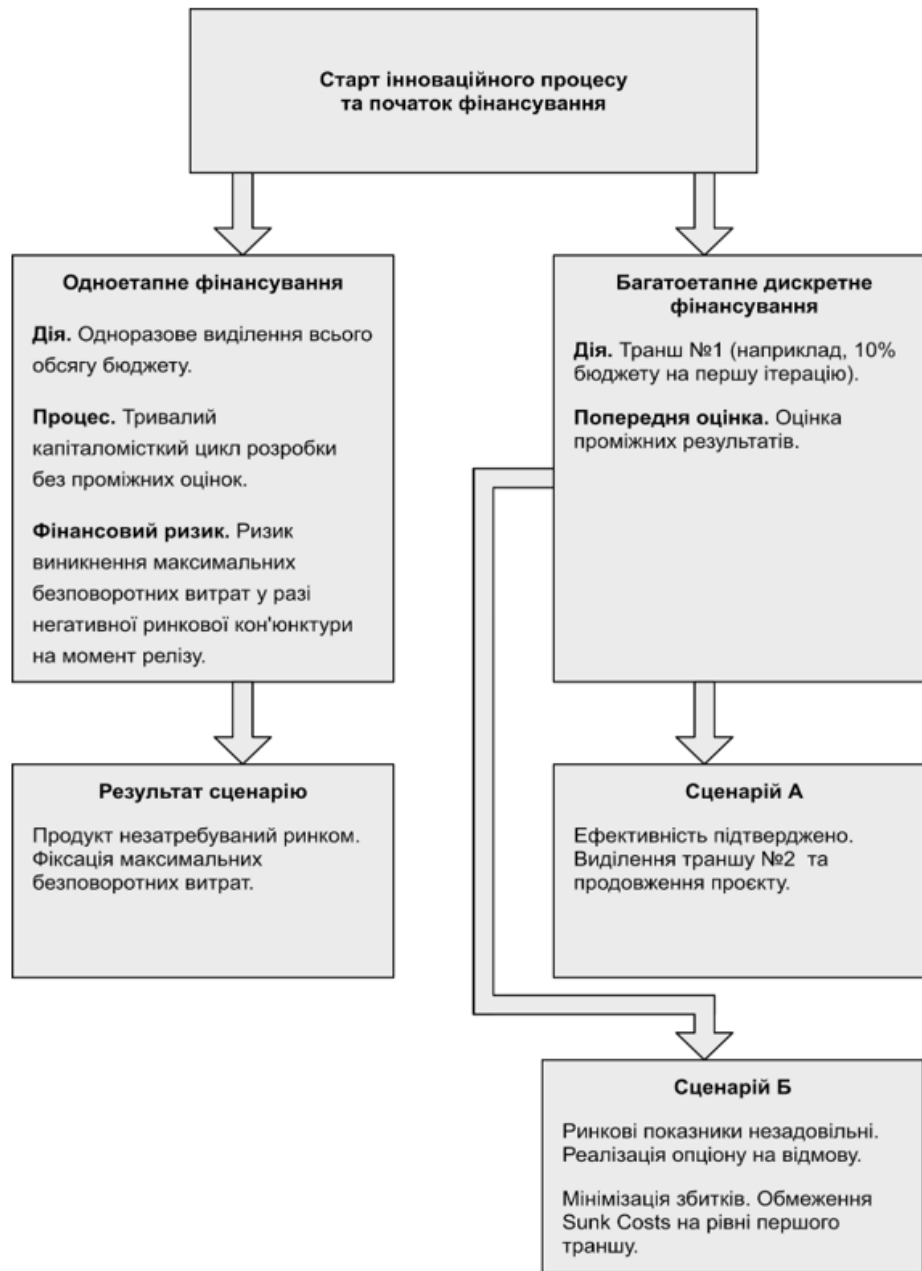 Старт інноваційного процесу
та початок фінансування
Одноетапне фінансування
Дія. Одноразове виділення всього
обсягу бюджету.
Процес. Тривалий
капіталомісткий цикл розробки
без проміжних оцінок.
Фінансовий ризик. Ризик
виникнення максимальних
безповоротних витрат у разі
негативної ринкової кон'юнктури
на момент релізу.
Багатоетапне дискретне
фінансування
Дія. Транш №1 (наприклад, 10%
бюджету на першу ітерацію).
Попередня оцінка. Оцінка
проміжних результатів.
Результат сценарію
Продукт незатребуваний ринком.
Фіксація максимальних
безповоротних витрат.
Сценарій А
Ефективність підтверджено.
Виділення траншу №2 та
продовження проєкту.
Сценарій Б
Ринкові показники незадовільні.
Реалізація опціону на відмову.
Мінімізація збитків. Обмеження
Sunk Costs на рівні першого
траншу.